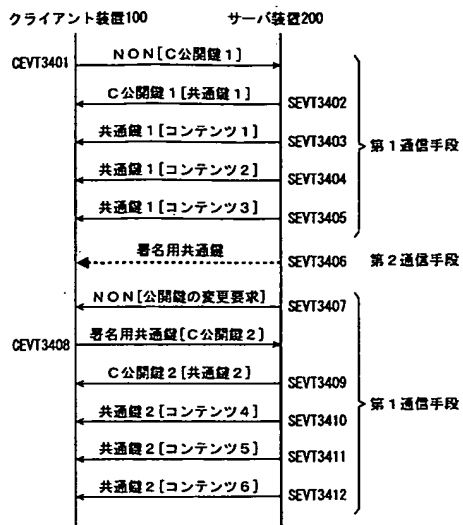 クライアント装置100 サーバ装置200
CEVT3401 NON[C公開鍵1]
C公開鍵1[共通鍵1] SEVT3402
共通鍵1[コンテンツ1] SEVT3403
第1通信手段
共通鍵1[コンテンツ2] SEVT3404
共通鍵1[コンテンツ3] SEVT3405
署名用共通鍵 SEVT3406 第2通信手段
NON[公開鍵の変更要求] SEVT3407
CEVT3408 署名用共通鍵[C公開鍵2]
C公開鍵2[共通鍵2] SEVT3409
第1通信手段
共通鍵2[コンテンツ4] SEVT3410
共通鍵2[コンテンツ5] SEVT3411
共通鍵2[コンテンツ6] SEVT3412